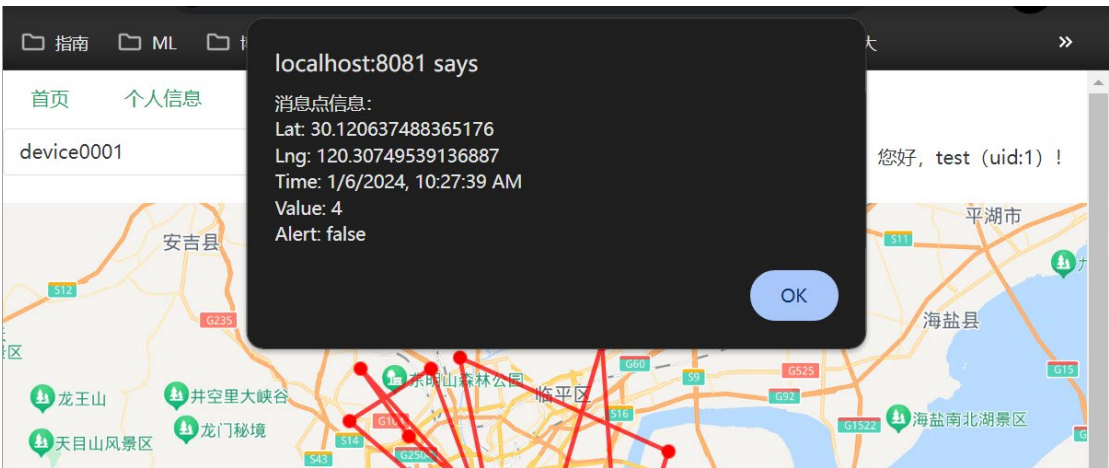 指南
ML
localhost:8081 says
消息点信息:
Lat: 30.120637488365176
Lng: 120.30749539136887
Time: 1/6/2024, 10:27:39 AM
Value: 4
Alert: false
OK
首页
个人信息
device0001
您好，test（uid:1）！
平湖市
安吉县
S11
S12
G235
海盐县
区
东明山森林公园
G60
S9
G525
G15
临平区
G92
龙王山
井空里大峡谷
S16
G1522
海盐南北湖景区
天目山风景区
龙门秘境
S14
S43